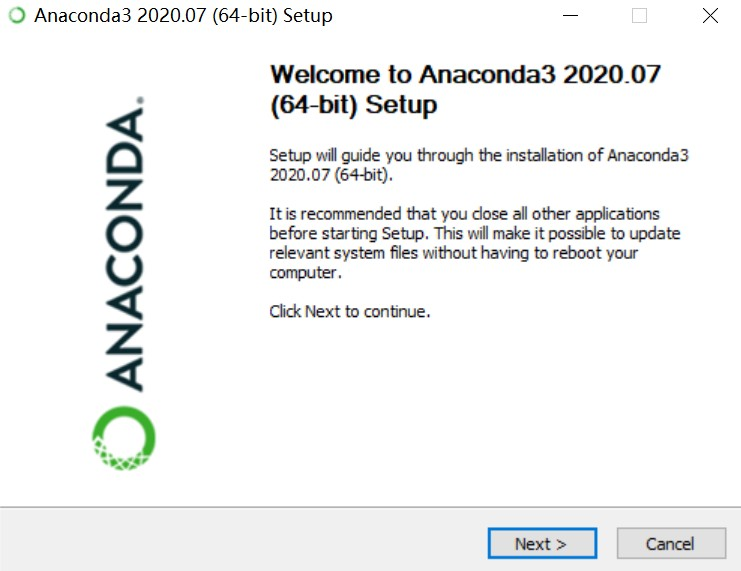 Anaconda3 2020.07 (64-bit) Setup
ANACONDA.
Welcome to Anaconda3 2020.07
(64-bit) Setup
Setup will guide you through the installation of Anaconda3
2020.07 (64-bit).
It is recommended that you close all other applications
before starting Setup. This will make it possible to update
relevant system files without having to reboot your
computer.
Click Next to continue.
Next >
Cancel